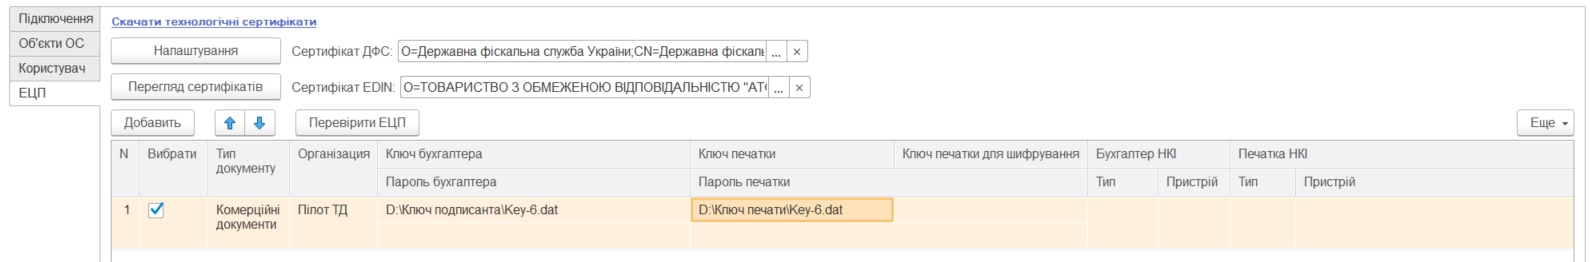 Підключення
Об'єкти ОС
Користувач
ЕЦП
Скачати технологічні сертифікати
Налаштування Сертифікат ДФС: О=Державна фіскальна служба України;CN=Державна фіскаль ... ×
Перегляд сертифікатів Сертифікат EDIN: О=ТОВАРИСТВО З ОБМЕЖЕНОЮ ВІДПОВІДАЛЬНІСТЮ "АТ ... ×
Добавить Перевірити ЕЦП Еще
N Вибрати Тип документу Організація Ключ бухгалтера Ключ печатки Ключ печатки для шифрування Бухгалтер НКІ Печатка НКІ
Пароль бухгалтера Пароль печатки Тип Пристрій Тип Пристрій
1 Комерційні документи Пілот ТД D:\Ключ подписанта\Key-6.dat D:\Ключ печати\Key-6.dat